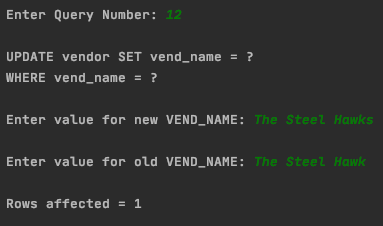 Enter Query Number: 12
UPDATE vendor SET vend_name = ?
WHERE vend_name = ?
Enter value for new VEND_NAME: The Steel Hawks
Enter value for old VEND_NAME: The Steel Hawk
Rows affected = 1